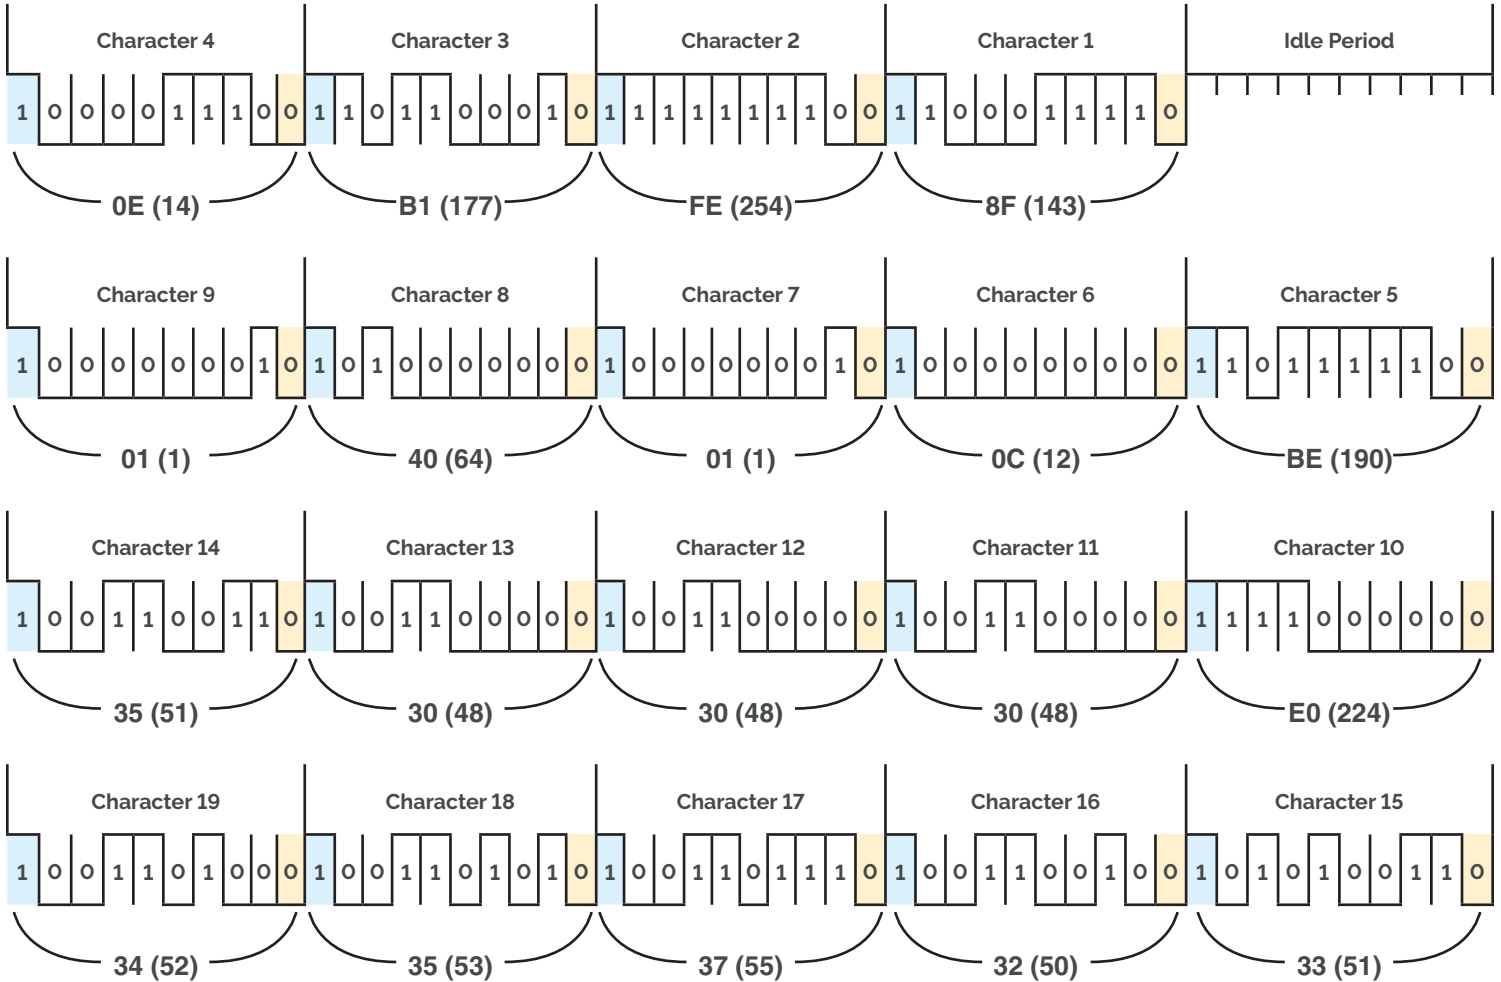 Character 4 Character 3 Character 2 Character 1 Idle Period
1 0 0 0 0 1 1 1 0 0 1 1 0 1 1 0 0 0 1 0 1 1 1 1 1 1 1 1 0 0 1 1 0 0 0 1 1 1 1 0
0E (14) B1 (177) FE (254) 8F (143)
Character 9 Character 8 Character 7 Character 6 Character 5
1 0 0 0 0 0 0 0 1 0 1 0 1 0 0 0 0 0 0 0 1 0 0 0 0 0 0 0 1 0 1 0 0 0 0 0 0 0 0 0 1 1 0 1 1 1 1 1 0 0
01 (1) 40 (64) 01 (1) 0C (12) BE (190)
Character 14 Character 13 Character 12 Character 11 Character 10
1 0 0 1 1 0 0 1 1 0 1 0 0 1 1 0 0 0 0 0 1 0 0 1 1 0 0 0 0 0 1 0 0 1 1 0 0 0 0 0 1 1 1 1 0 0 0 0 0 0
35 (51) 30 (48) 30 (48) 30 (48) E0 (224)
Character 19 Character 18 Character 17 Character 16 Character 15
1 0 0 1 1 0 1 0 0 0 1 0 0 1 1 0 1 0 1 0 1 0 0 1 1 0 1 1 1 0 1 0 0 1 1 0 0 1 0 0 1 0 1 0 1 0 0 1 1 0
34 (52) 35 (53) 37 (55) 32 (50) 33 (51)